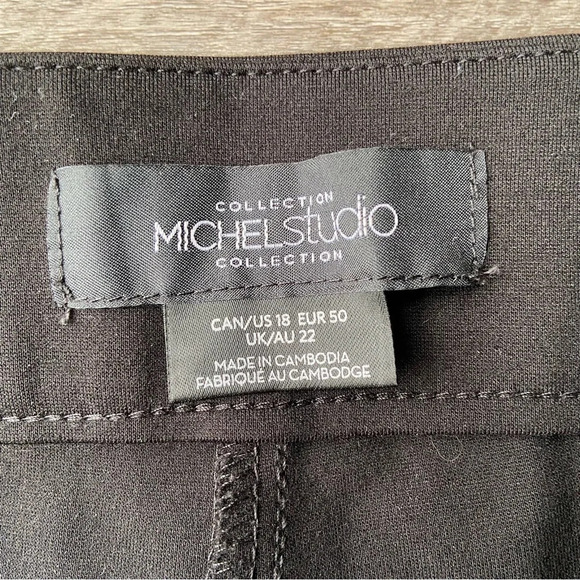 COLLECTION
MICHELstudio
COLLECTION
CAN/US 18 EUR 50
UK/AU 22
MADE IN CAMBODIA
FABRIQUÉ AU CAMBODGE